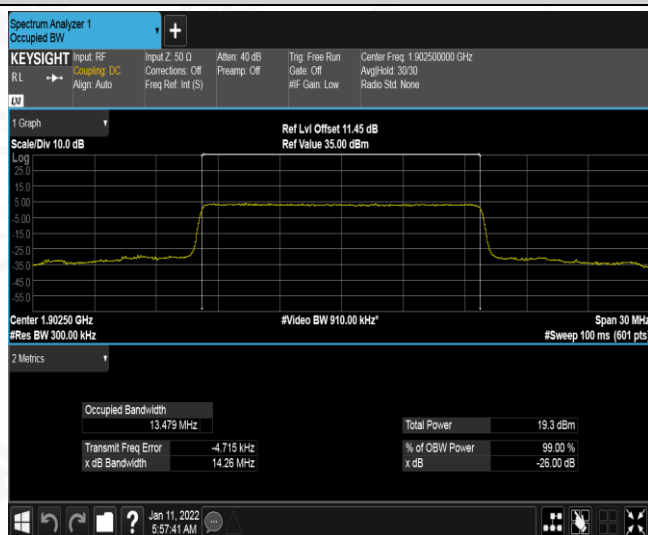 Spectrum Analyzer 1
Occupied BW
KEYSIGHT
RL
LXI
Input: RF
Coupling: DC
Align: Auto
Input Z: 50 Ω
Corrections: Off
Freq Ref: Int (S)
Atten: 40 dB
Preamp: Off
Trig: Free Run
Gate: Off
#IF Gain: Low
Center Freq: 1.902500000 GHz
Avg|Hold: 30/30
Radio Std: None
1 Graph
Scale/Div 10.0 dB
Ref Lvl Offset 11.45 dB
Ref Value 35.00 dBm
Log
25.0
15.0
5.00
-5.00
-15.0
-25.0
-35.0
-45.0
-55.0
Center 1.90250 GHz
#Res BW 300.00 kHz
#Video BW 910.00 kHz*
Span 30 MHz
#Sweep 100 ms (601 pts)
2 Metrics
Occupied Bandwidth
13.479 MHz
Transmit Freq Error -4.715 kHz
x dB Bandwidth 14.26 MHz
Total Power 19.3 dBm
% of OBW Power 99.00 %
x dB -26.00 dB
?
Jan 11, 2022
5:57:41 AM